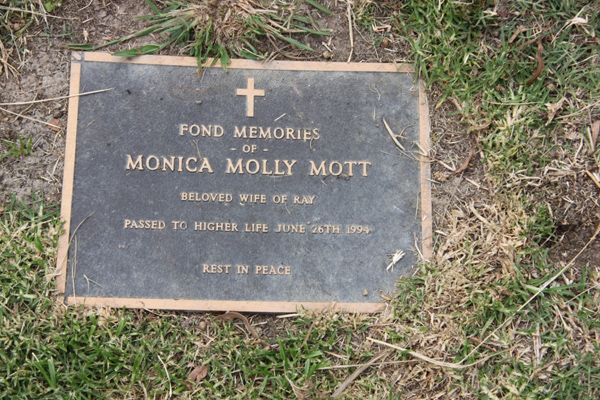 FOND MEMORIES
- OF -
MONICA MOLLY MOTT
BELOVED WIFE OF RAY
PASSED TO HIGHER LIFE JUNE 26TH 1994
REST IN PEACE